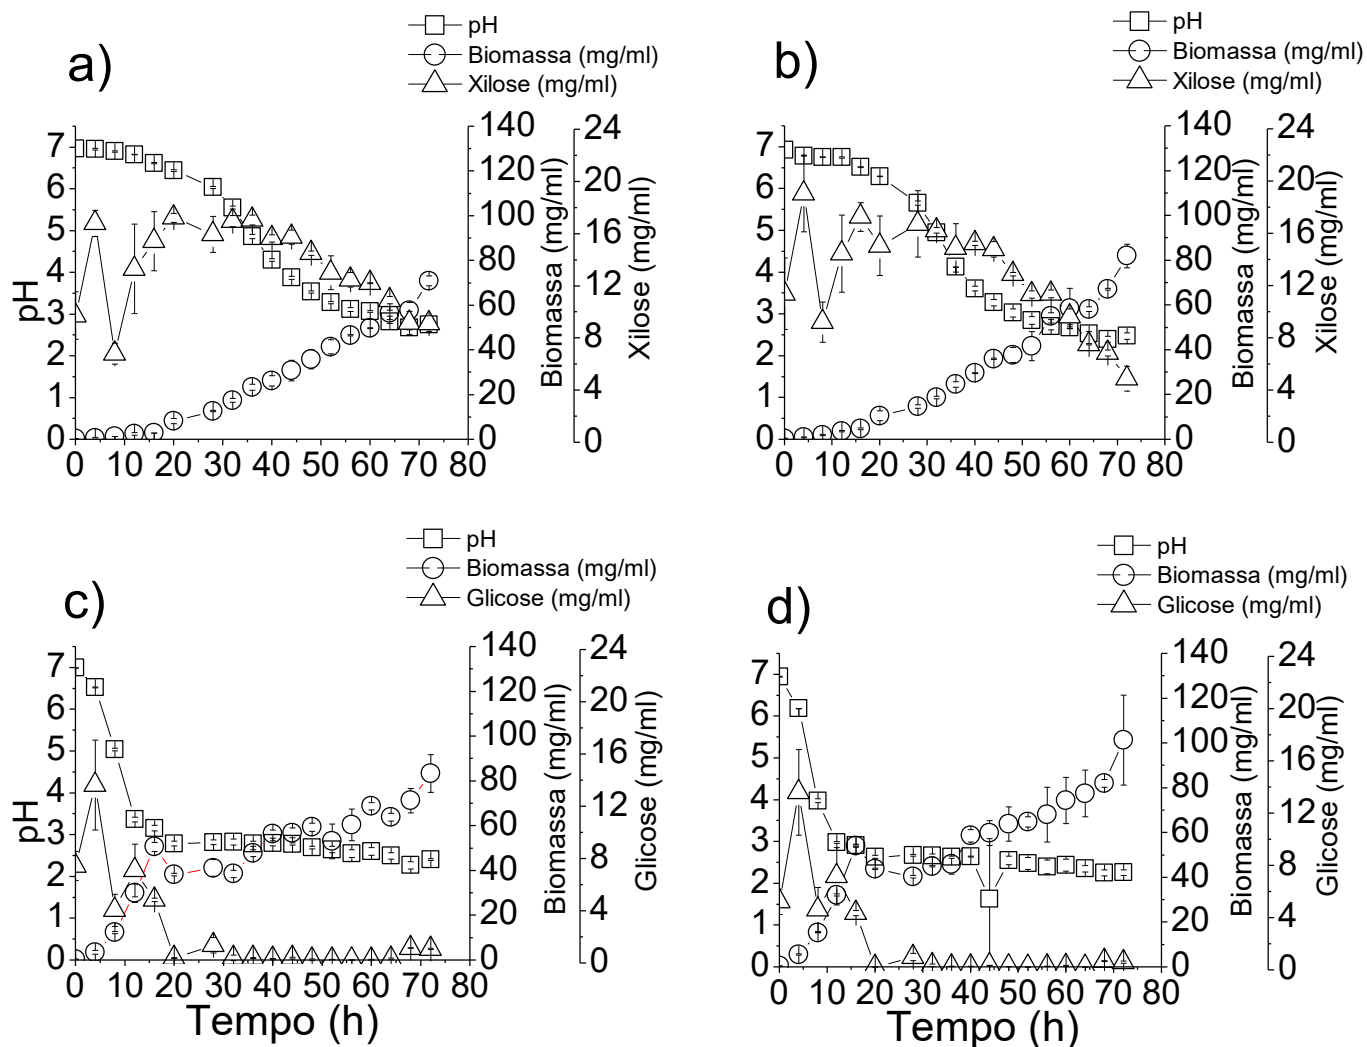 a)
pH
Biomassa (mg/ml)
Xilose (mg/ml)
7
6
5
4
3
2
1
0
pH
0 10 20 30 40 50 60 70 80
140
120
100
80
60
40
20
0
Biomassa (mg/ml)
24
20
16
12
8
4
0
Xilose (mg/ml)
b)
pH
Biomassa (mg/ml)
Xilose (mg/ml)
7
6
5
4
3
2
1
0
0 10 20 30 40 50 60 70 80
140
120
100
80
60
40
20
0
Biomassa (mg/ml)
24
20
16
12
8
4
0
Xilose (mg/ml)
c)
pH
Biomassa (mg/ml)
Glicose (mg/ml)
7
6
5
4
3
2
1
0
pH
0 10 20 30 40 50 60 70 80
Tempo (h)
140
120
100
80
60
40
20
0
Biomassa (mg/ml)
24
20
16
12
8
4
0
Glicose (mg/ml)
d)
pH
Biomassa (mg/ml)
Glicose (mg/ml)
7
6
5
4
3
2
1
0
0 10 20 30 40 50 60 70 80
Tempo (h)
140
120
100
80
60
40
20
0
Biomassa (mg/ml)
24
20
16
12
8
4
0
Glicose (mg/ml)